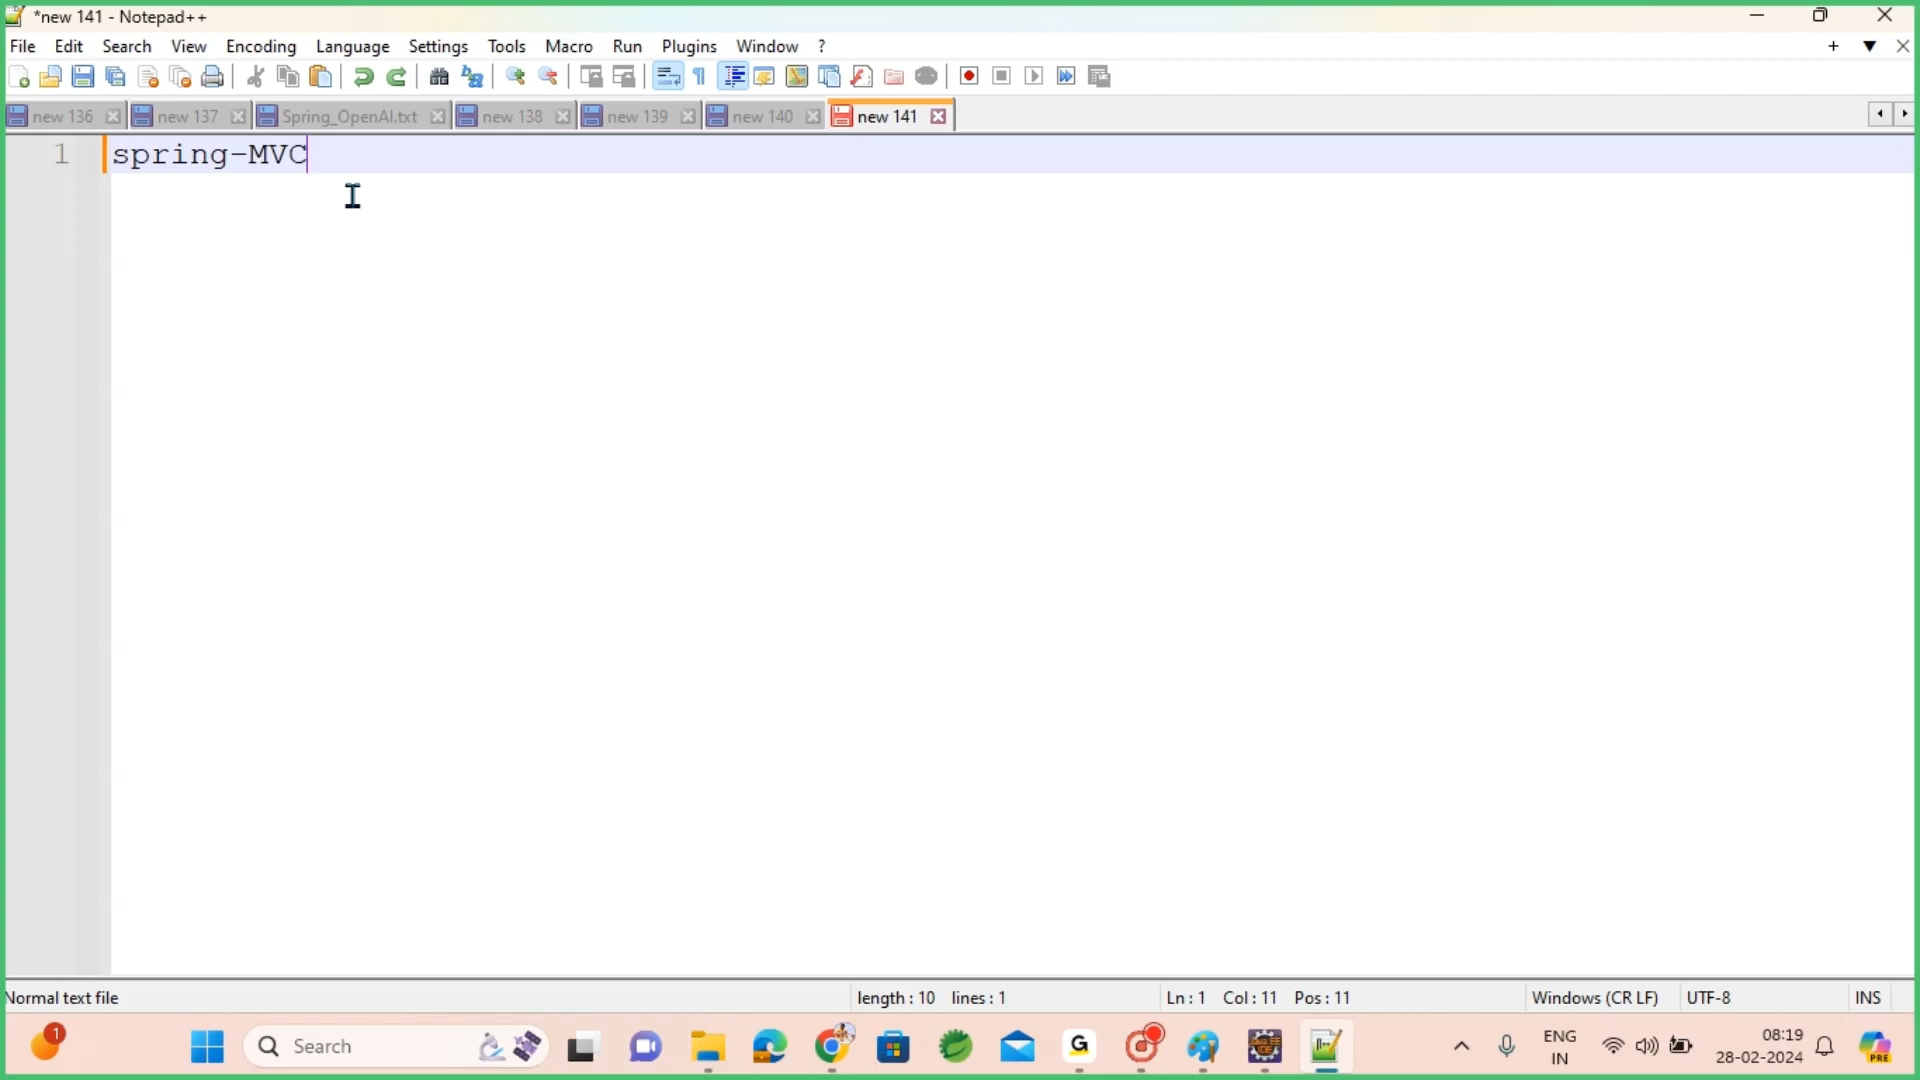 *new 141 - Notepad++
File Edit Search View Encoding Language Settings Tools Macro Run Plugins Window ?
new 136 new 137 Spring_OpenAI.txt new 138 new 139 new 140 new 141
1 spring-MVC
Normal text file length : 10 lines : 1 Ln : 1 Col : 11 Pos : 11 Windows (CR LF) UTF-8 INS
1 Search G ENG 08:19
IN 28-02-2024 PRE